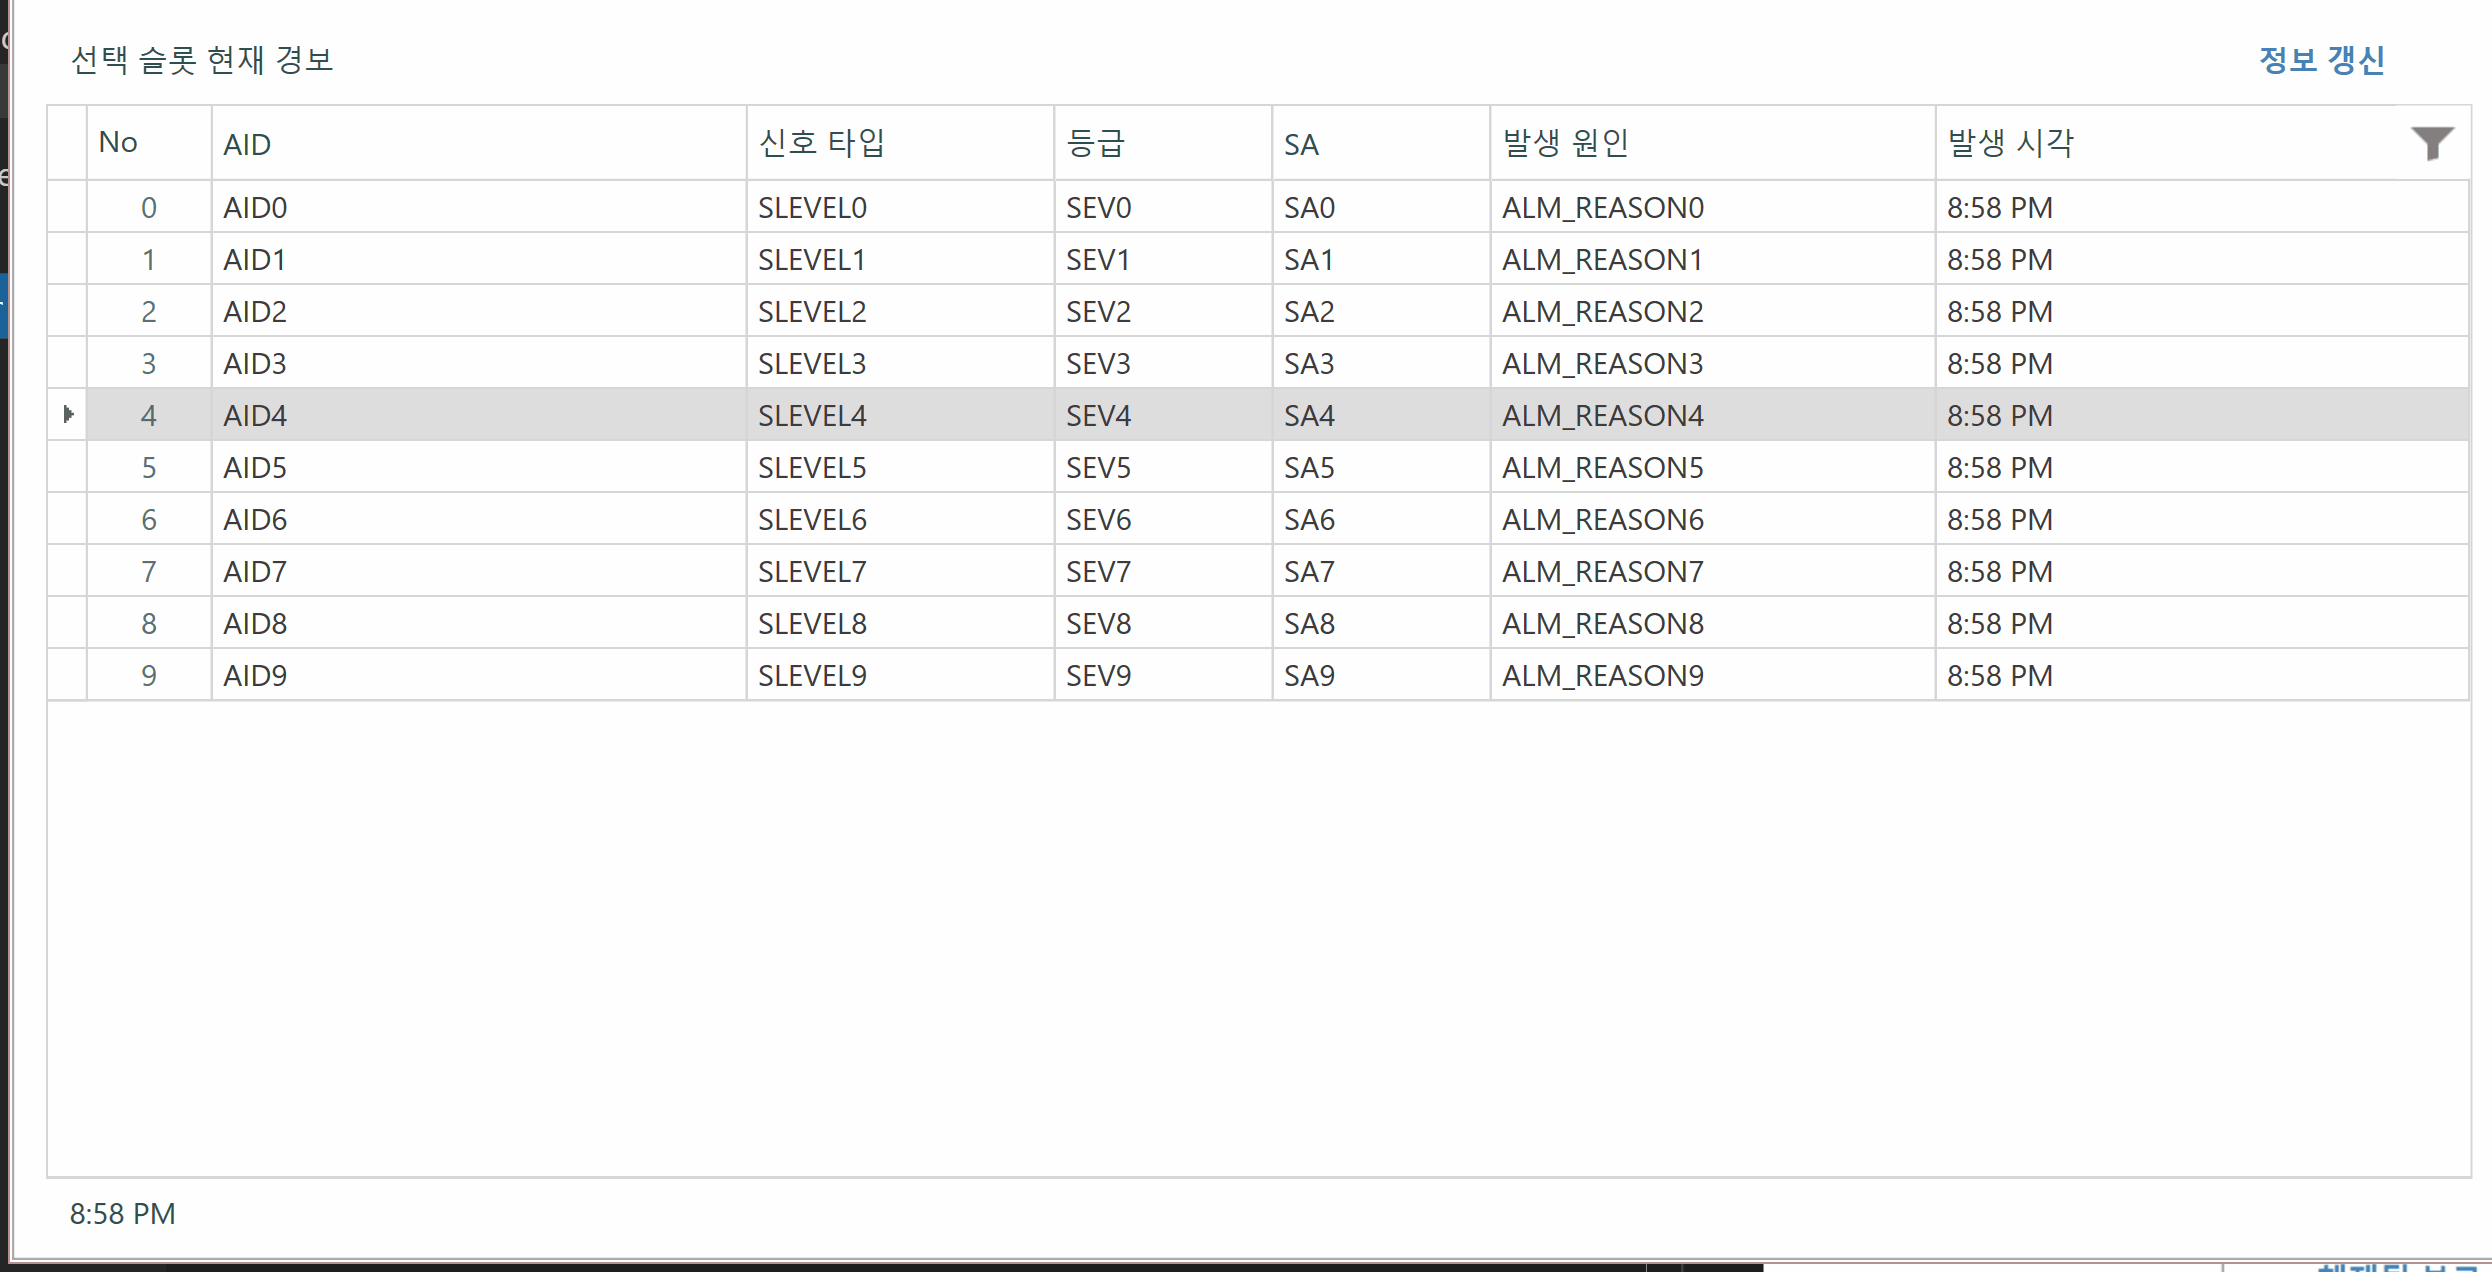 선택 슬롯 현재 경보 정보 갱신
No AID 신호 타입 등급 SA 발생 원인 발생 시각
0 AID0 SLEVEL0 SEV0 SA0 ALM_REASON0 8:58 PM
1 AID1 SLEVEL1 SEV1 SA1 ALM_REASON1 8:58 PM
2 AID2 SLEVEL2 SEV2 SA2 ALM_REASON2 8:58 PM
3 AID3 SLEVEL3 SEV3 SA3 ALM_REASON3 8:58 PM
4 AID4 SLEVEL4 SEV4 SA4 ALM_REASON4 8:58 PM
5 AID5 SLEVEL5 SEV5 SA5 ALM_REASON5 8:58 PM
6 AID6 SLEVEL6 SEV6 SA6 ALM_REASON6 8:58 PM
7 AID7 SLEVEL7 SEV7 SA7 ALM_REASON7 8:58 PM
8 AID8 SLEVEL8 SEV8 SA8 ALM_REASON8 8:58 PM
9 AID9 SLEVEL9 SEV9 SA9 ALM_REASON9 8:58 PM
8:58 PM